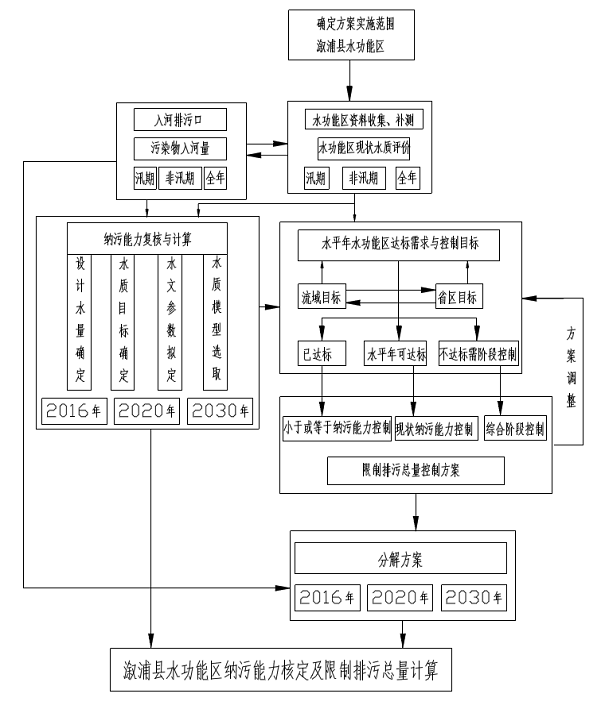 确定方案实施范围
溆浦县水功能区
入河排污口
污染物入河量
汛期 非汛期 全年
水功能区资料收集、补测
水功能区现状水质评价
汛期 非汛期 全年
纳污能力复核与计算
设计水量确定
水质目标确定
水文参数拟定
水质模型选取
2016年 2020年 2030年
水平年水功能区达标需求与控制目标
流域目标 省区目标
已达标 水平年可达标 不达标需阶段控制
方案调整
小于或等于纳污能力控制 现状纳污能力控制 综合阶段控制
限制排污总量控制方案
分解方案
2016年 2020年 2030年
溆浦县水功能区纳污能力核定及限制排污总量计算